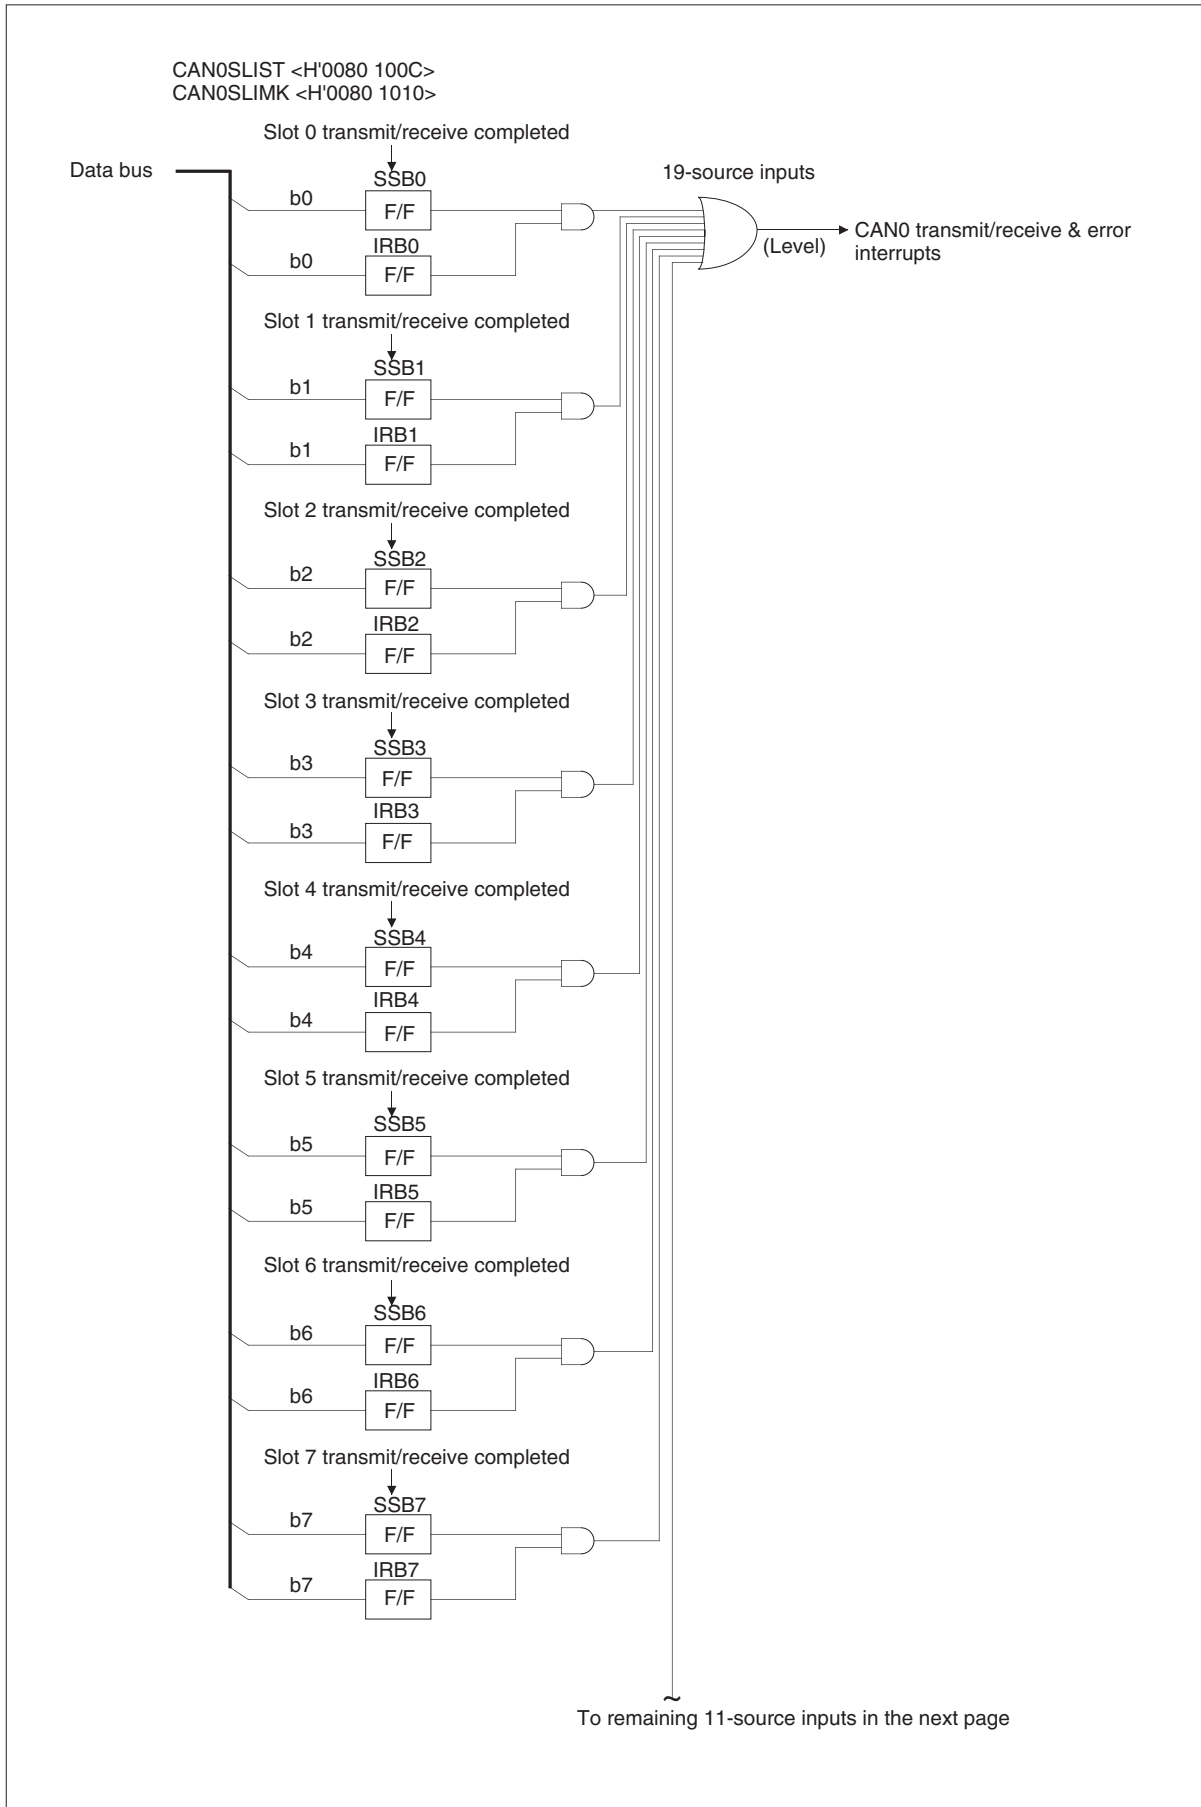 CAN0SLIST <H'0080 100C>
CAN0SLIMK <H'0080 1010>
Slot 0 transmit/receive completed
Data bus
SSB0
b0
F/F
IRB0
b0
F/F
19-source inputs
(Level)
CAN0 transmit/receive & error
interrupts
Slot 1 transmit/receive completed
SSB1
b1
F/F
IRB1
b1
F/F
Slot 2 transmit/receive completed
SSB2
b2
F/F
IRB2
b2
F/F
Slot 3 transmit/receive completed
SSB3
b3
F/F
IRB3
b3
F/F
Slot 4 transmit/receive completed
SSB4
b4
F/F
IRB4
b4
F/F
Slot 5 transmit/receive completed
SSB5
b5
F/F
IRB5
b5
F/F
Slot 6 transmit/receive completed
SSB6
b6
F/F
IRB6
b6
F/F
Slot 7 transmit/receive completed
SSB7
b7
F/F
IRB7
b7
F/F
To remaining 11-source inputs in the next page